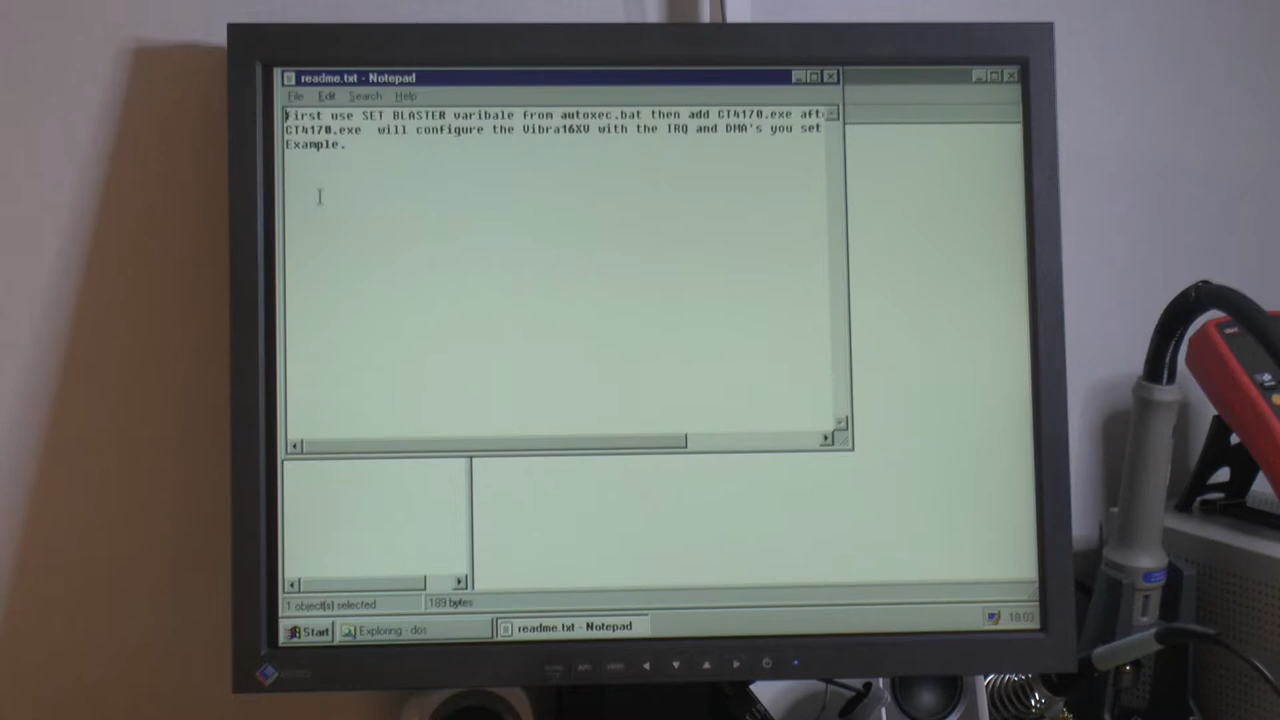 readme.txt - Notepad
File Edit Search Help
First use SET BLASTER varibale from autoxec.bat then add CT4170.exe aft
CT4170.exe  will configure the Vibra16XV with the IRQ and DMA's you set
Example.
1 object(s) selected
189 bytes
Start
Exploring - dos
readme.txt - Notepad
18:03